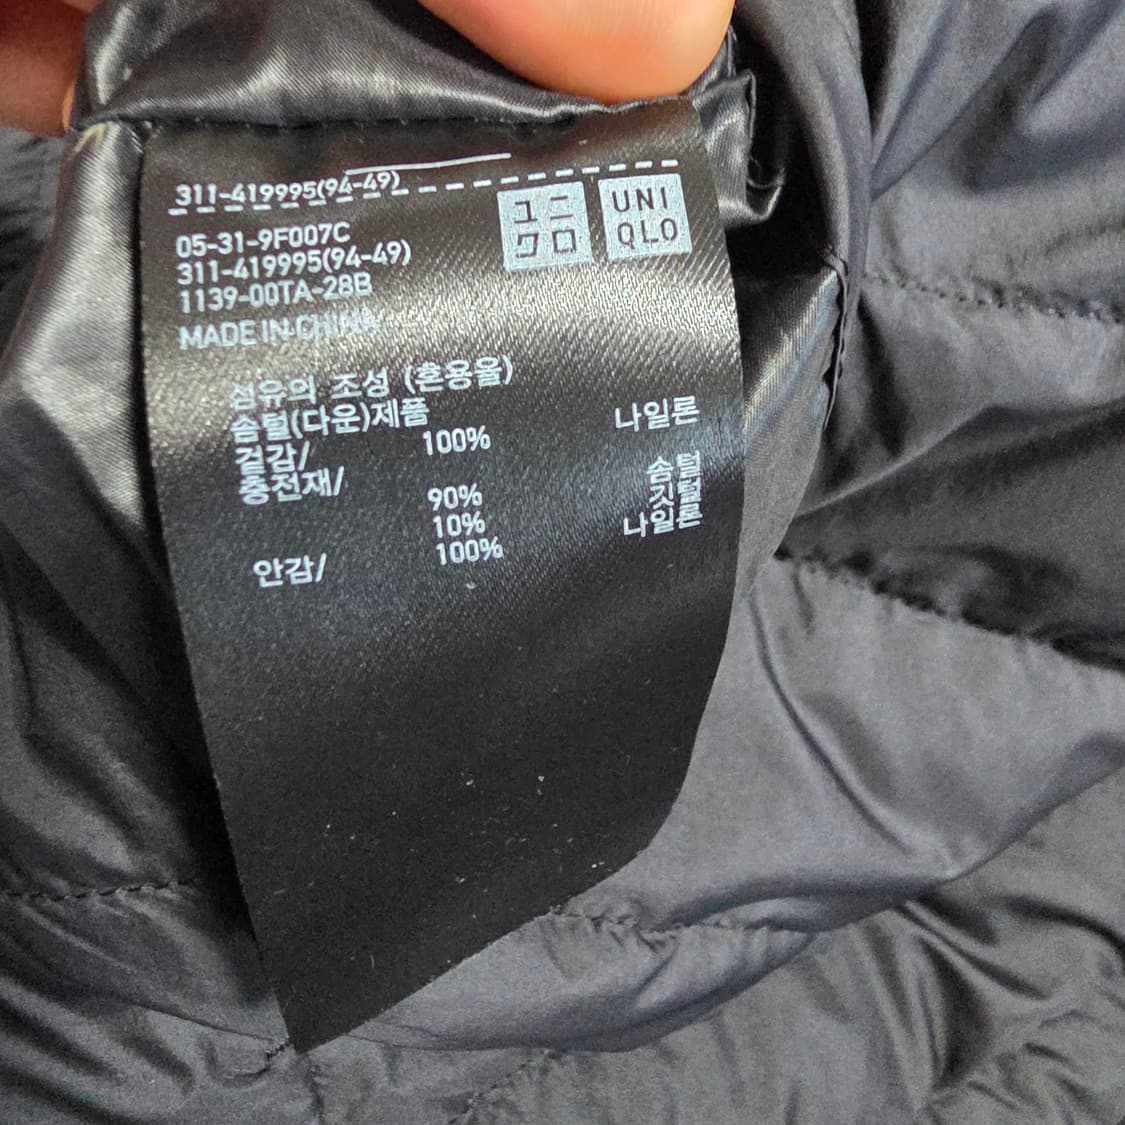 311-419995(94-49)
ユニ
クロ
UNI
QLO
05-31-9F007C
311-419995(94-49)
1139-00TA-28B
MADE IN CHINA
섬유의 조성 (혼용율)
솜털(다운)제품
겉감/ 100% 나일론
충전재/ 90% 솜털
10% 깃털
안감/ 100% 나일론